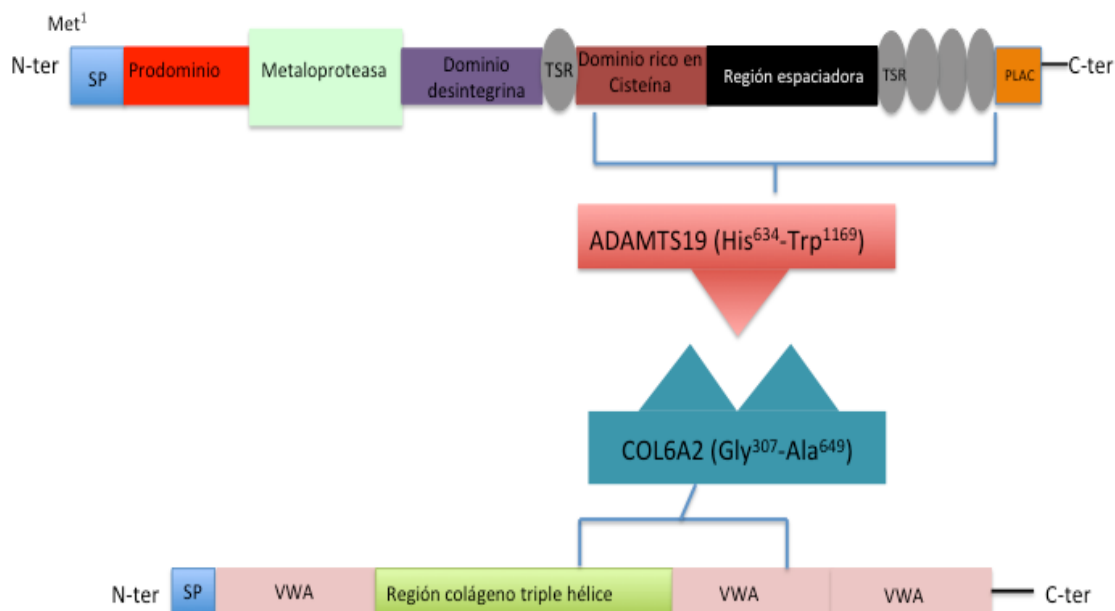 Met1
N-ter
SP
Prodominio
Metaloproteasa
Dominio
desintegrina
TSR
Dominio rico en
Cisteína
Región espaciadora
TSR
PLAC
C-ter
ADAMTS19 (His634-Trp1169)
COL6A2 (Gly307-Ala649)
N-ter
SP
VWA
Región colágeno triple hélice
VWA
VWA
C-ter